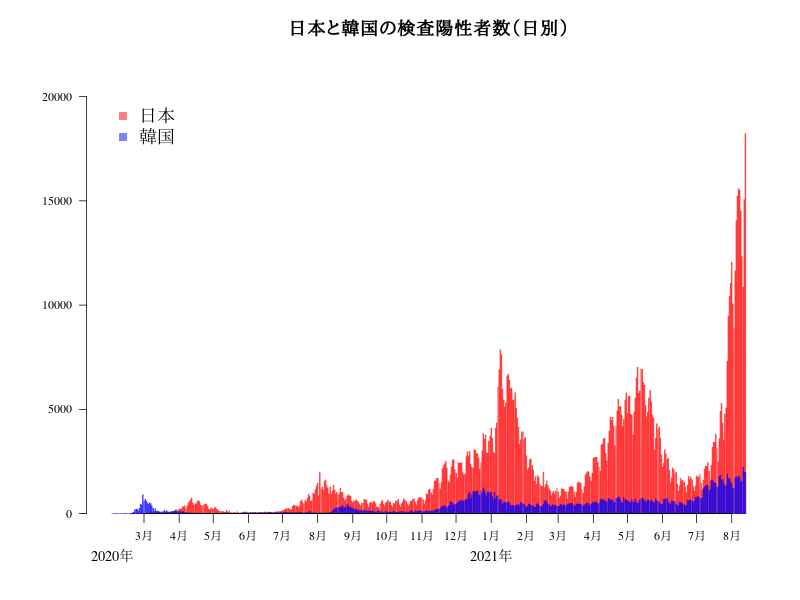 日本と韓国の検査陽性者数（日別）
20000
15000
10000
5000
0
日本
韓国
3月 4月 5月 6月 7月 8月 9月 10月 11月 12月 1月 2月 3月 4月 5月 6月 7月 8月
2020年 2021年